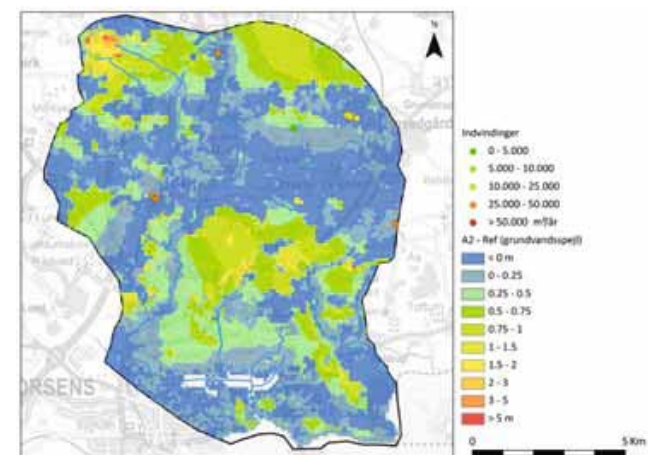 N
ORSENS
Indvindinger
0 - 5.000
5.000 - 10.000
10.000 - 25.000
25.000 - 50.000
> 50.000 m³/år
A2 - Ref (grundvandsspejl)
< 0 m
0 - 0.25
0.25 - 0.5
0.5 - 0.75
0.75 - 1
1 - 1.5
1.5 - 2
2 - 3
3 - 5
> 5 m
0 5 Km